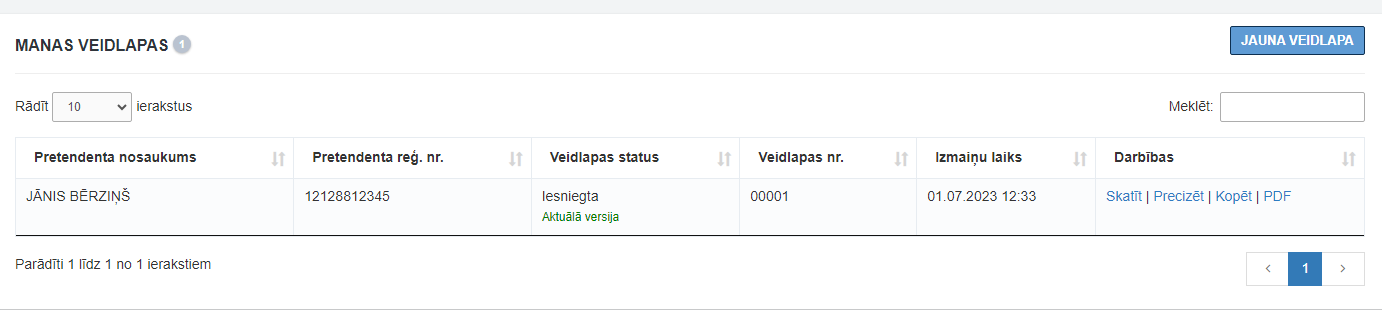 MANAS VEIDLAPAS 1
JAUNA VEIDLAPA
Rādīt 10 ierakstus
Meklēt:
Pretendenta nosaukums Pretendenta reģ. nr. Veidlapas status Veidlapas nr. Izmaiņu laiks Darbības
JĀNIS BĒRZIŅŠ 12128812345 Iesniegta 00001 01.07.2023 12:33 Skatīt | Precizēt | Kopēt | PDF
Aktuālā versija
Parādīti 1 līdz 1 no 1 ierakstiem
‹ 1 ›